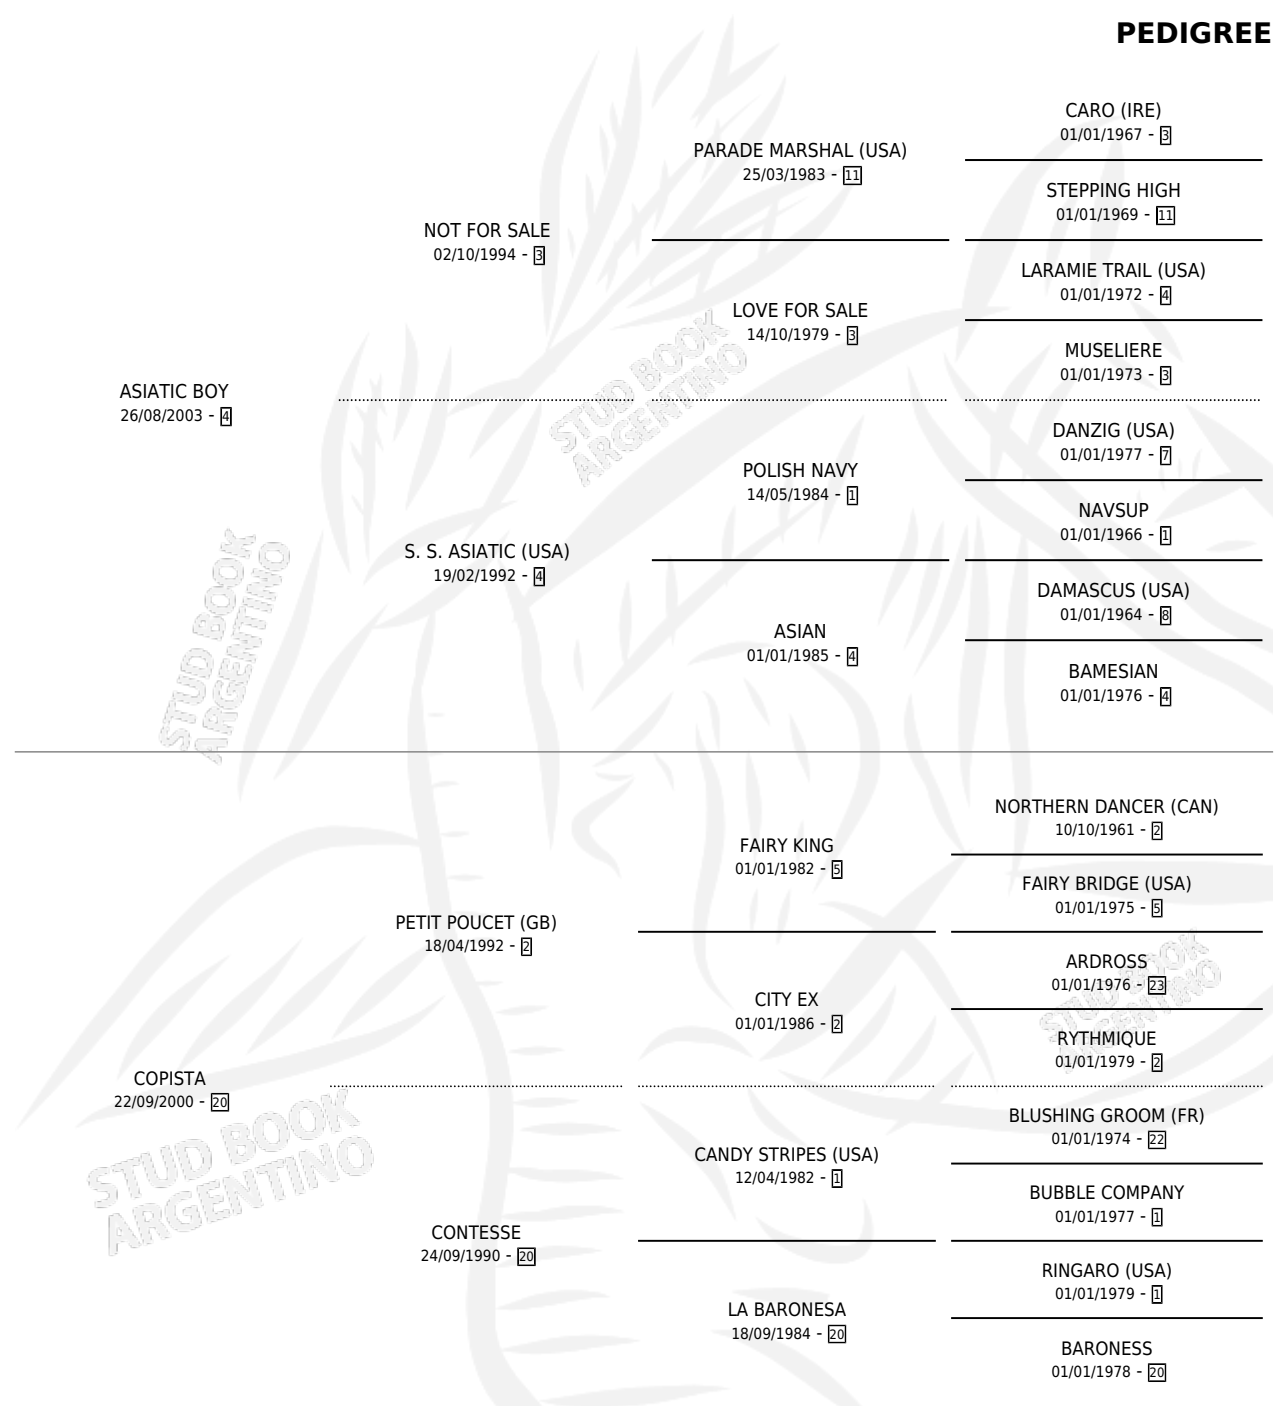 PEDIGREE
CARO (IRE)
01/01/1967 - 3
PARADE MARSHAL (USA)
25/03/1983 - 11
STEPPING HIGH
01/01/1969 - 11
NOT FOR SALE
02/10/1994 - 3
LARAMIE TRAIL (USA)
01/01/1972 - 4
LOVE FOR SALE
14/10/1979 - 3
MUSELIERE
01/01/1973 - 3
ASIATIC BOY
26/08/2003 - 4
STUD BOOK
ARGENTINO
DANZIG (USA)
01/01/1977 - 7
POLISH NAVY
14/05/1984 - 1
NAVSUP
01/01/1966 - 1
S. S. ASIATIC (USA)
19/02/1992 - 4
DAMASCUS (USA)
01/01/1964 - 8
ASIAN
01/01/1985 - 4
BAMESIAN
01/01/1976 - 4
STUD BOOK
ARGENTINO
NORTHERN DANCER (CAN)
10/10/1961 - 2
FAIRY KING
01/01/1982 - 5
FAIRY BRIDGE (USA)
01/01/1975 - 5
PETIT POUCET (GB)
18/04/1992 - 2
ARDROSS
01/01/1976 - 23
CITY EX
01/01/1986 - 2
STUD BOOK
ARGENTINO
RYTHMIQUE
01/01/1979 - 2
COPISTA
22/09/2000 - 20
STUD BOOK
ARGENTINO
BLUSHING GROOM (FR)
01/01/1974 - 22
CANDY STRIPES (USA)
12/04/1982 - 1
BUBBLE COMPANY
01/01/1977 - 1
CONTESSE
24/09/1990 - 20
RINGARO (USA)
01/01/1979 - 1
LA BARONESA
18/09/1984 - 20
BARONESS
01/01/1978 - 20